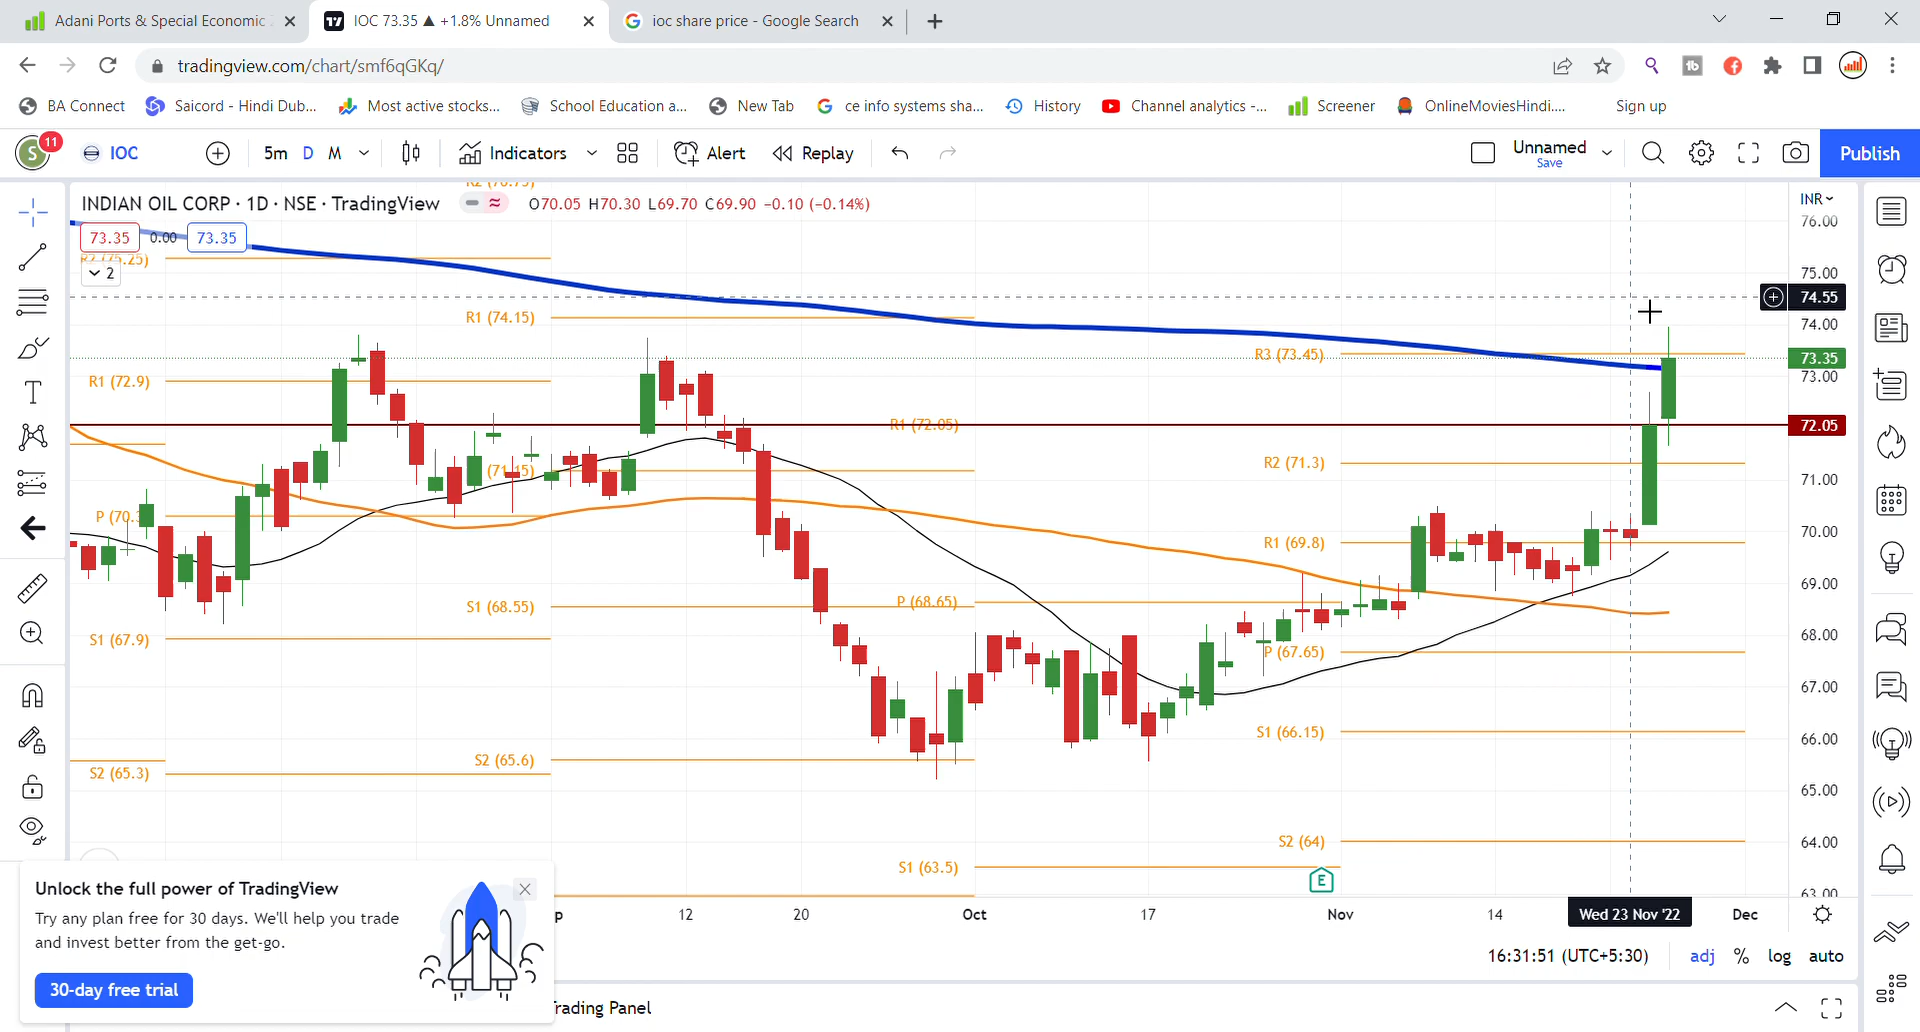 Adani Ports & Special Economic
IOC 73.35 ▲ +1.8% Unnamed
ioc share price - Google Search
tradingview.com/chart/smf6qGKq/
BA Connect
Saicord - Hindi Dub...
Most active stocks...
School Education a...
New Tab
ce info systems sha...
History
Channel analytics -...
Screener
OnlineMoviesHindi....
Sign up
S
11
IOC
5m
D
M
Indicators
Alert
Replay
Unnamed
Save
Publish
INDIAN OIL CORP · 1D · NSE · TradingView
O70.05 H70.30 L69.70 C69.90 −0.10 (−0.14%)
73.35
0.00
73.35
2
INR
76.00
75.00
74.55
74.00
73.35
73.00
72.05
71.00
70.00
69.00
68.00
67.00
66.00
65.00
64.00
63.00
R2 (75.25)
R1 (72.9)
S1 (67.9)
S2 (65.3)
R1 (74.15)
S1 (68.55)
S2 (65.6)
R1 (72.05)
P (68.65)
S1 (63.5)
R3 (73.45)
R2 (71.3)
R1 (69.8)
P (67.65)
S1 (66.15)
S2 (64)
E
12
20
Oct
17
Nov
14
Wed 23 Nov '22
Dec
16:31:51 (UTC+5:30)
adj
%
log
auto
Unlock the full power of TradingView
Try any plan free for 30 days. We'll help you trade
and invest better from the get-go.
30-day free trial
Panel